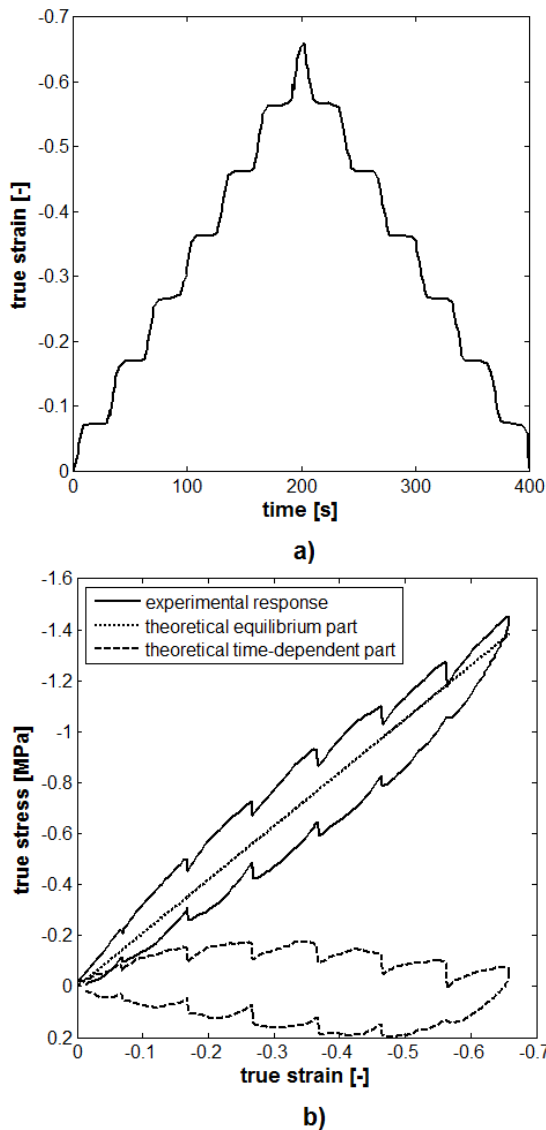 -0.7
-0.6
-0.5
-0.4
-0.3
-0.2
-0.1
0
true strain [-]
0 100 200 300 400
time [s]
a)
-1.6
-1.4
-1.2
-1
-0.8
-0.6
-0.4
-0.2
0
0.2
true stress [MPa]
experimental response
theoretical equilibrium part
theoretical time-dependent part
0 -0.1 -0.2 -0.3 -0.4 -0.5 -0.6 -0.7
true strain [-]
b)